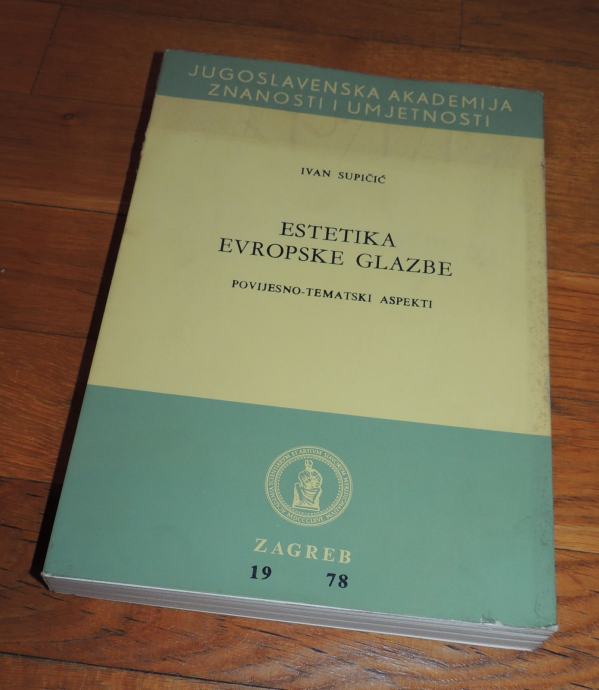 JUGOSLAVENSKA AKADEMIJA
ZNANOSTI I UMJETNOSTI
IVAN SUPIČIĆ
ESTETIKA
EVROPSKE GLAZBE
POVIJESNO-TEMATSKI ASPEKTI
ZAGREB
19 78